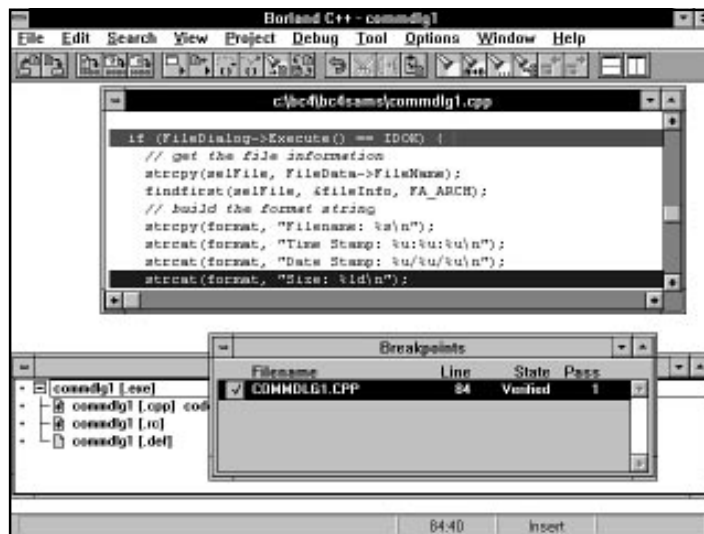 Borland C++ - commdlg1
File Edit Search View Project Debug Tool Options Window Help
c:\bc4\bc4sams\commdlg1.cpp
if (FileDialog->Execute() == IDOK) {
// get the file information
strcpy(selFile, FileData->FileName);
findfirst(selFile, &fileInfo, FA_ARCH);
// build the format string
strcpy(format, "Filename: %s\n");
strcat(format, "Time Stamp: %u:%u:%u\n");
strcat(format, "Date Stamp: %u/%u/%u\n");
strcat(format, "Size: %ld\n");
Breakpoints
Filename Line State Pass
COMMDLG1.CPP 84 Verified 1
commdlg1 [.exe]
commdlg1 [.cpp] cod
commdlg1 [.rc]
commdlg1 [.def]
84:40 Insert